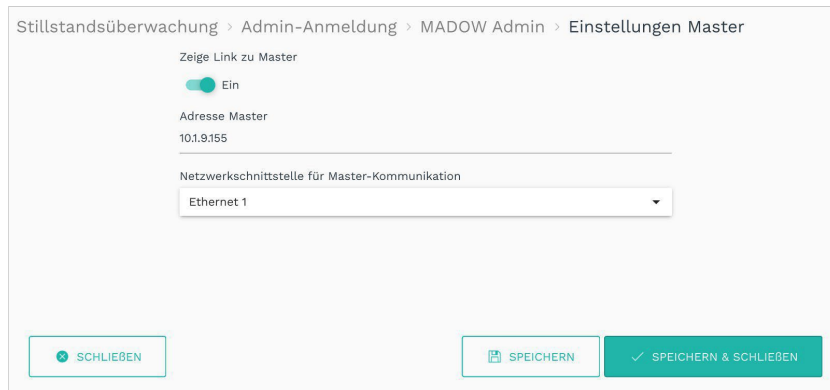 Stillstandsüberwachung > Admin-Anmeldung > MADOW Admin > Einstellungen Master
Zeige Link zu Master
Ein
Adresse Master
10.1.9.155
Netzwerkschnittstelle für Master-Kommunikation
Ethernet 1
SCHLIEßEN SPEICHERN SPEICHERN & SCHLIEßEN